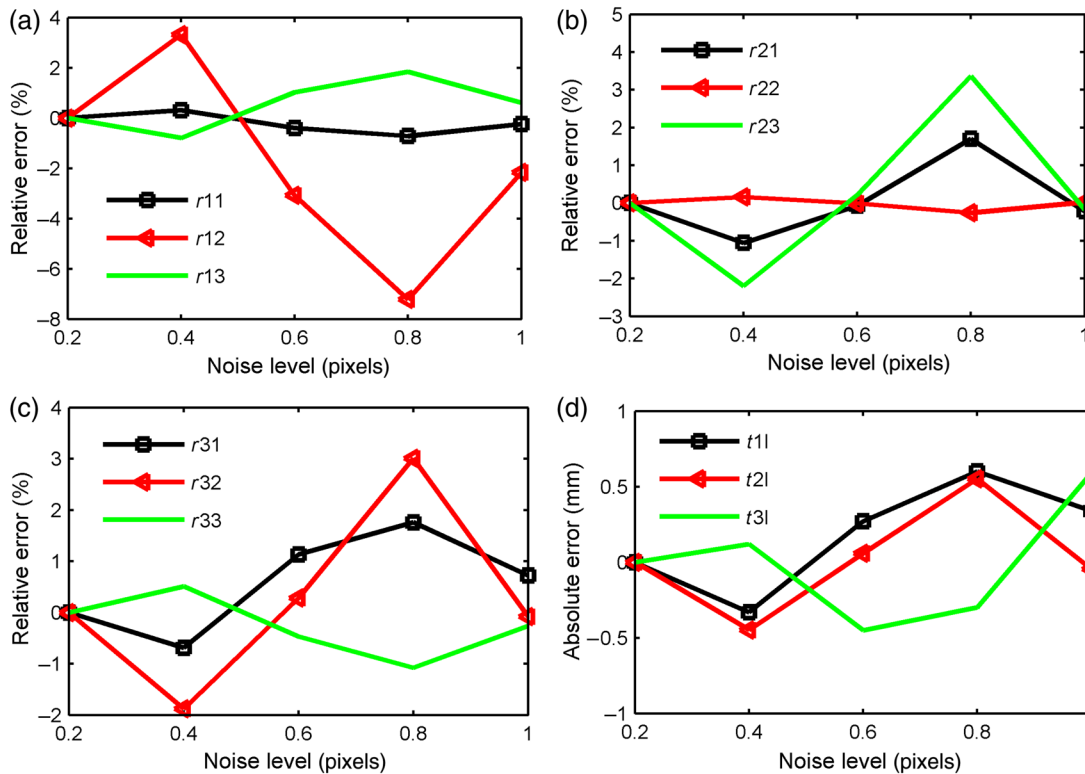 (a)
4
2
0
–2
–4
–6
–8
Relative error (%)
r11
r12
r13
0.2
0.4
0.6
0.8
1
Noise level (pixels)
(b)
5
4
3
2
1
0
–1
–2
–3
Relative error (%)
r21
r22
r23
0.2
0.4
0.6
0.8
1
Noise level (pixels)
(c)
4
3
2
1
0
–1
–2
Relative error (%)
r31
r32
r33
0.2
0.4
0.6
0.8
1
Noise level (pixels)
(d)
1
0.5
0
–0.5
–1
Absolute error (mm)
t1l
t2l
t3l
0.2
0.4
0.6
0.8
1
Noise level (pixels)